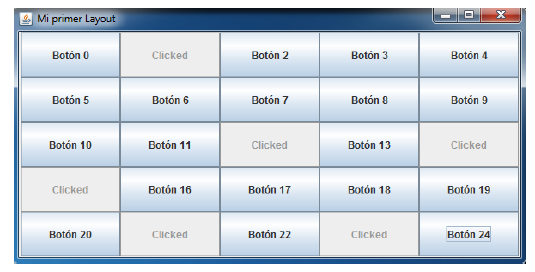 Mi primer Layout
Botón 0 Clicked Botón 2 Botón 3 Botón 4
Botón 5 Botón 6 Botón 7 Botón 8 Botón 9
Botón 10 Botón 11 Clicked Botón 13 Clicked
Clicked Botón 16 Botón 17 Botón 18 Botón 19
Botón 20 Clicked Botón 22 Clicked Botón 24